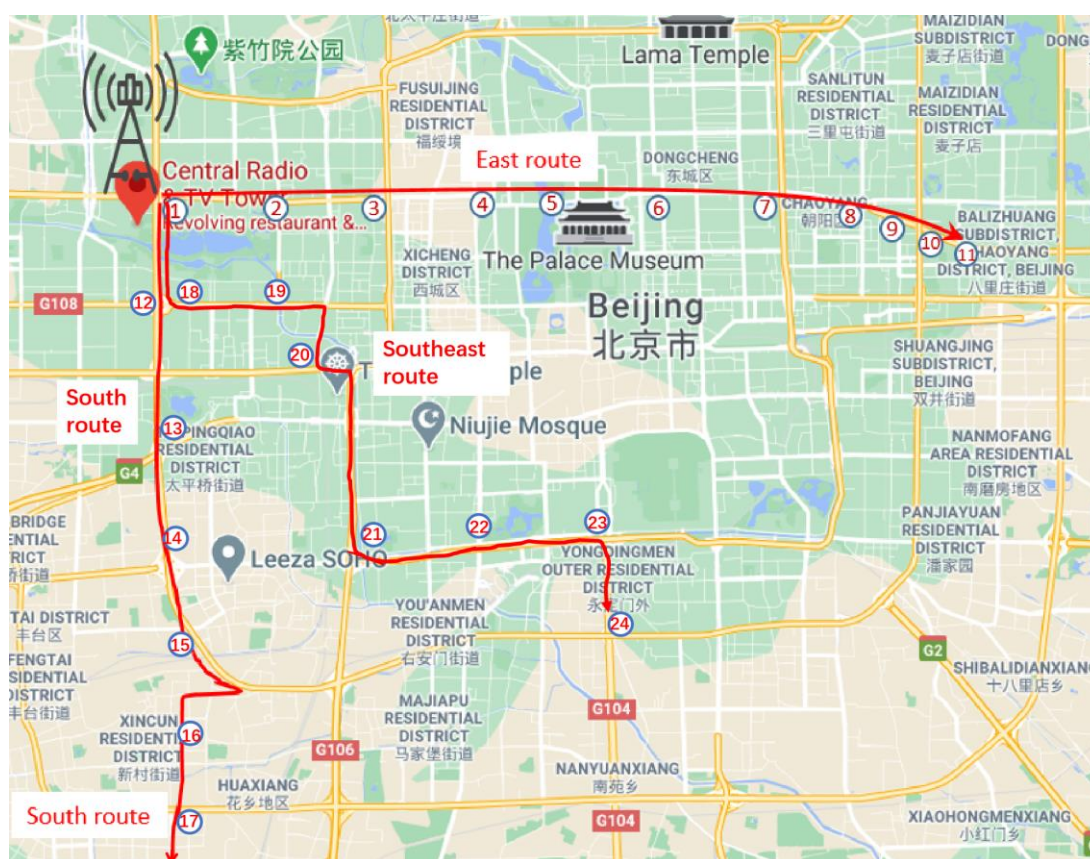 北太平庄街道
紫竹院公园
Lama Temple
MAIZIDIAN
SUBDISTRICT
麦子店街道
DONG
FUSUIJING
RESIDENTIAL
DISTRICT
福绥境
SANLITUN
RESIDENTIAL
DISTRICT
三里屯街道
MAIZIDIAN
RESIDENTIAL
DISTRICT
麦子店
East route
DONGCHENG
东城区
Central Radio
& TV Tower
Revolving restaurant &...
1
2
3
4
5
6
7
8
9
10
11
CHAOYANG
朝阳区
BALIZHUANG
SUBDISTRICT,
CHAOYANG
DISTRICT, BEIJING
八里庄街道
The Palace Museum
XICHENG
DISTRICT
西城区
G108
12
18
19
Beijing
北京市
20
Southeast
route
SHUANGJING
SUBDISTRICT,
BEIJING
双井街道
South
route
Niujie Mosque
13
PINGQIAO
RESIDENTIAL
DISTRICT
太平桥街道
G4
NANMOFANG
AREA RESIDENTIAL
DISTRICT
南磨房地区
BRIDGE
RESIDENTIAL
DISTRICT
桥街道
14
Leeza SOHO
21
22
23
YONGDINGMEN
OUTER RESIDENTIAL
DISTRICT
永定门外
PANJIAYUAN
RESIDENTIAL
DISTRICT
潘家园
TAI DISTRICT
丰台区
YOU'ANMEN
RESIDENTIAL
DISTRICT
右安门街道
24
15
G2
FENGTAI
RESIDENTIAL
DISTRICT
丰台街道
SHIBALIDIANXIANG
十八里店乡
XINCUN
RESIDENTIAL
DISTRICT
新村街道
16
MAJIAPU
RESIDENTIAL
DISTRICT
马家堡街道
G104
G106
HUAXIANG
花乡地区
NANYUANXIANG
南苑乡
South route
17
G104
XIAOHONGMENXIANG
小红门乡